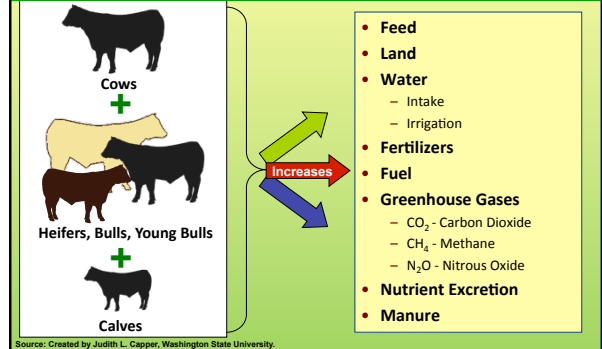 Cows
+
Heifers, Bulls, Young Bulls
+
Calves
Increases
• Feed
• Land
• Water
– Intake
– Irrigation
• Fertilizers
• Fuel
• Greenhouse Gases
– CO₂ - Carbon Dioxide
– CH₄ - Methane
– N₂O - Nitrous Oxide
• Nutrient Excretion
• Manure
Source: Created by Judith L. Capper, Washington State University.